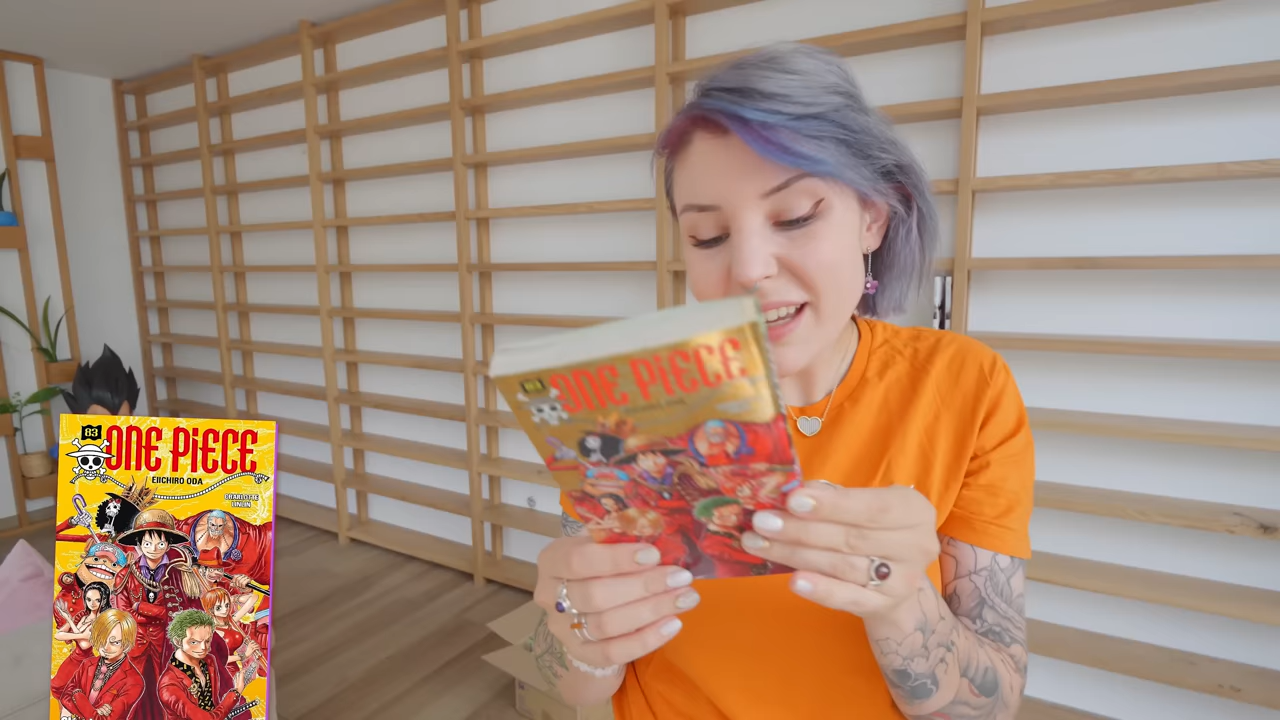 83
ONE PIECE
EIICHIRO ODA
CHARLOTTE
LINLIN
ONE PIECE